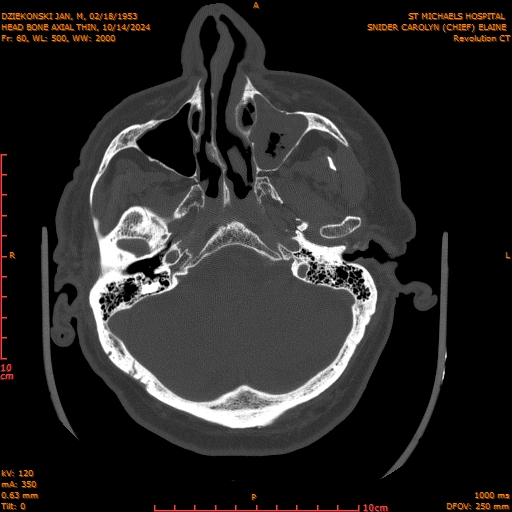 DZIEKONSKI JAN, M, 02/18/1953
HEAD BONE AXIAL THIN, 10/14/2024
Fr: 60, WL: 500, WW: 2000
A
ST MICHAELS HOSPITAL
SNIDER CAROLYN (CHIEF) ELAINE
Revolution CT
R
L
10
cm
kV: 120
mA: 350
0.63 mm
Tilt: 0
P
10cm
1000 ms
DFOV: 250 mm